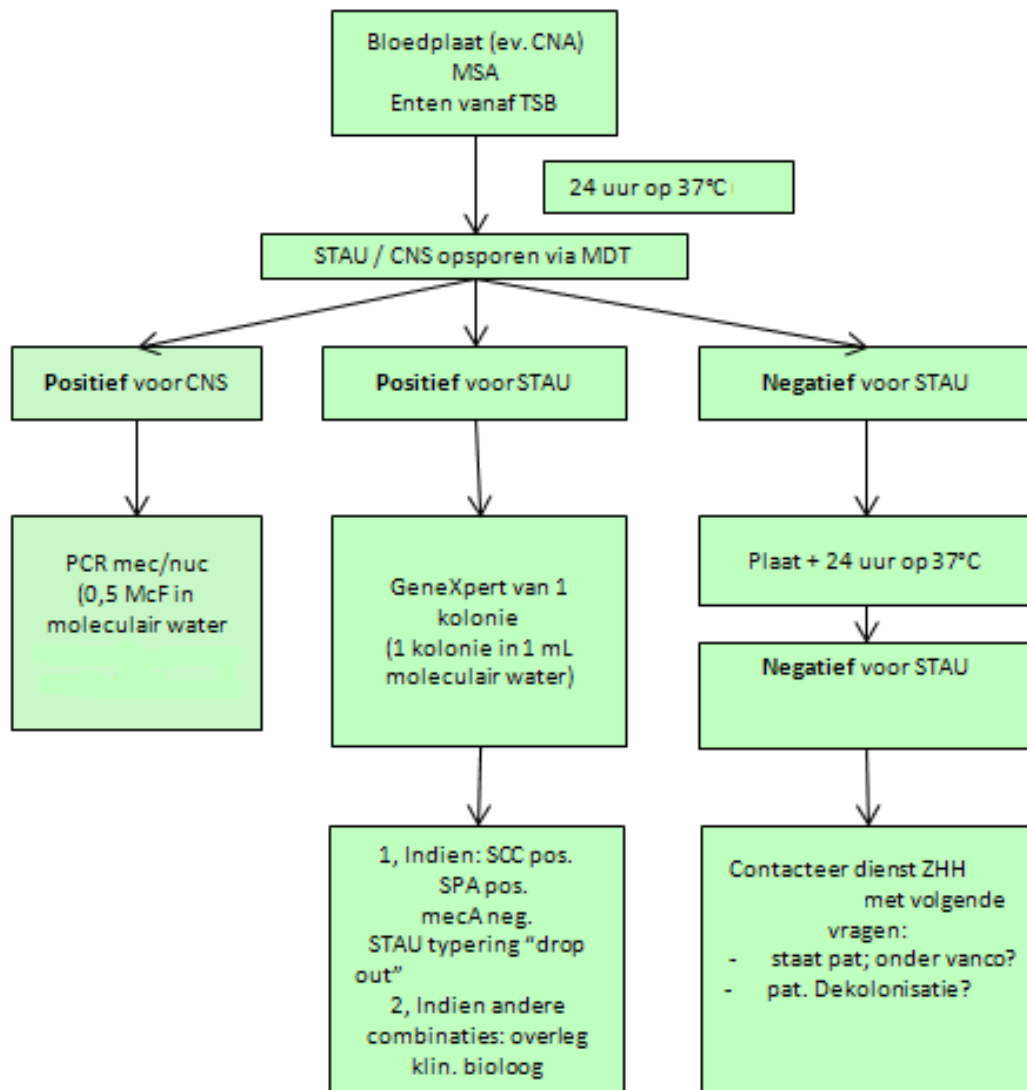 Bloedplaat (ev. CNA)
MSA
Enten vanaf TSB
24 uur op 37°C
STAU / CNS opsporen via MDT
Positief voor CNS
Positief voor STAU
Negatief voor STAU
PCR mec/nuc
(0,5 McF in
moleculair water
GeneXpert van 1
kolonie
(1 kolonie in 1 mL
moleculair water)
Plaat + 24 uur op 37°C
Negatief voor STAU
1, Indien: SCC pos.
SPA pos.
mecA neg.
STAU typering “drop
out”
2, Indien andere
combinaties: overleg
klin. bioloog
Contacteer dienst ZHH
met volgende
vragen:
- staat pat; onder vanco?
- pat. Dekolonisatie?